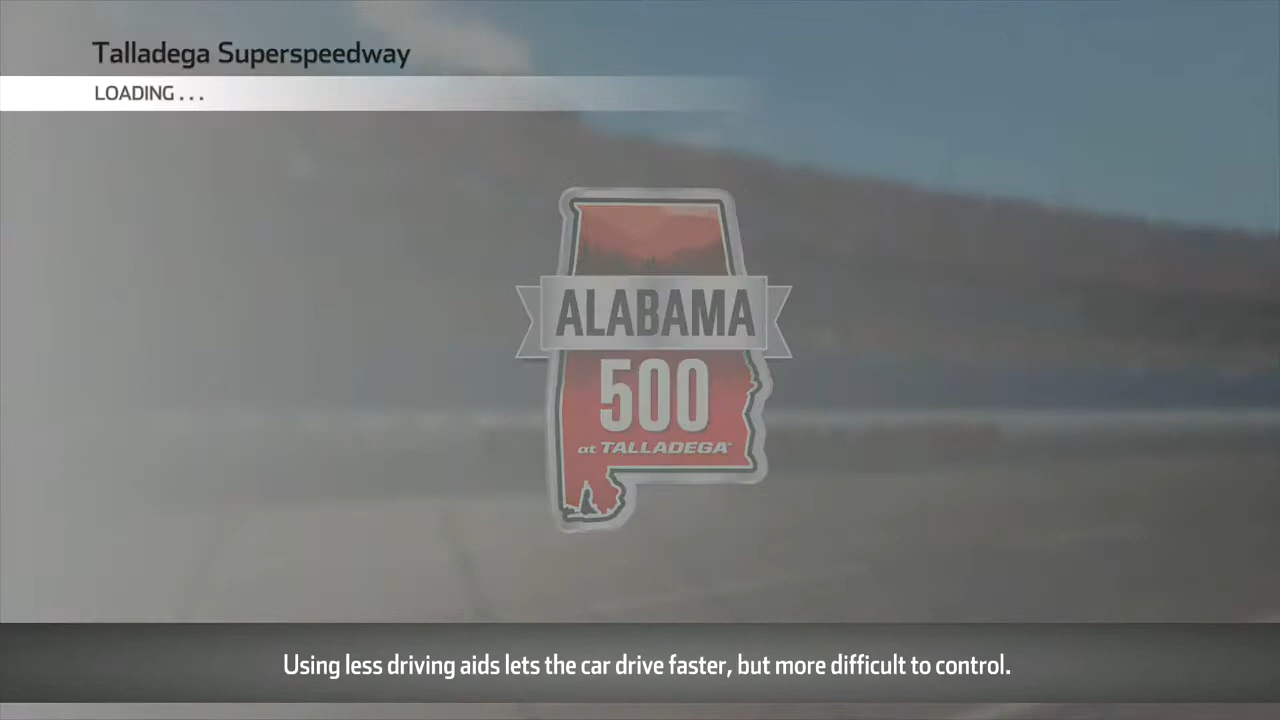 Talladega Superspeedway
LOADING . . .
ALABAMA
500
at TALLADEGA
Using less driving aids lets the car drive faster, but more difficult to control.